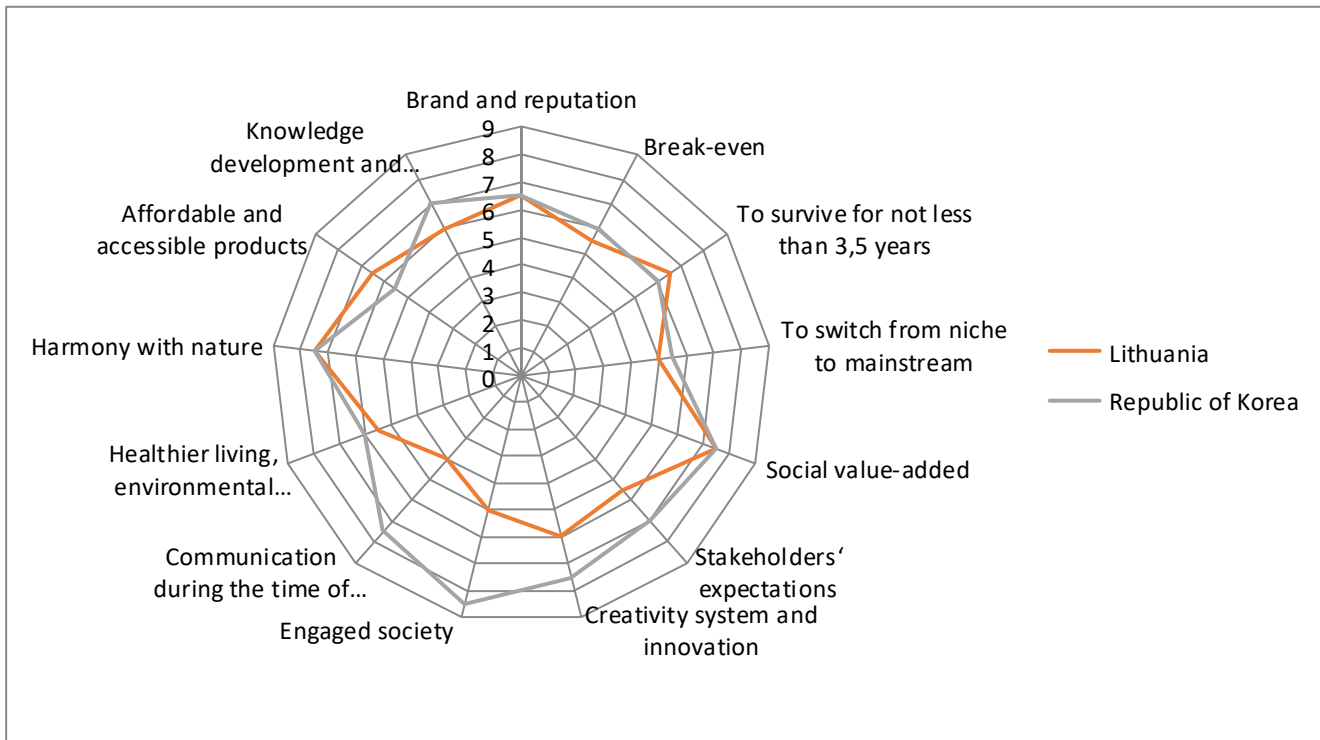 Brand and reputation
Knowledge
development and...
Break-even
Affordable and
accessible products
To survive for not less
than 3,5 years
Harmony with nature
To switch from niche
to mainstream
Healthier living,
environmental...
Social value-added
Communication
during the time of...
Stakeholders‘
expectations
Engaged society
Creativity system and
innovation
9
8
7
6
5
4
3
2
1
0
Lithuania
Republic of Korea